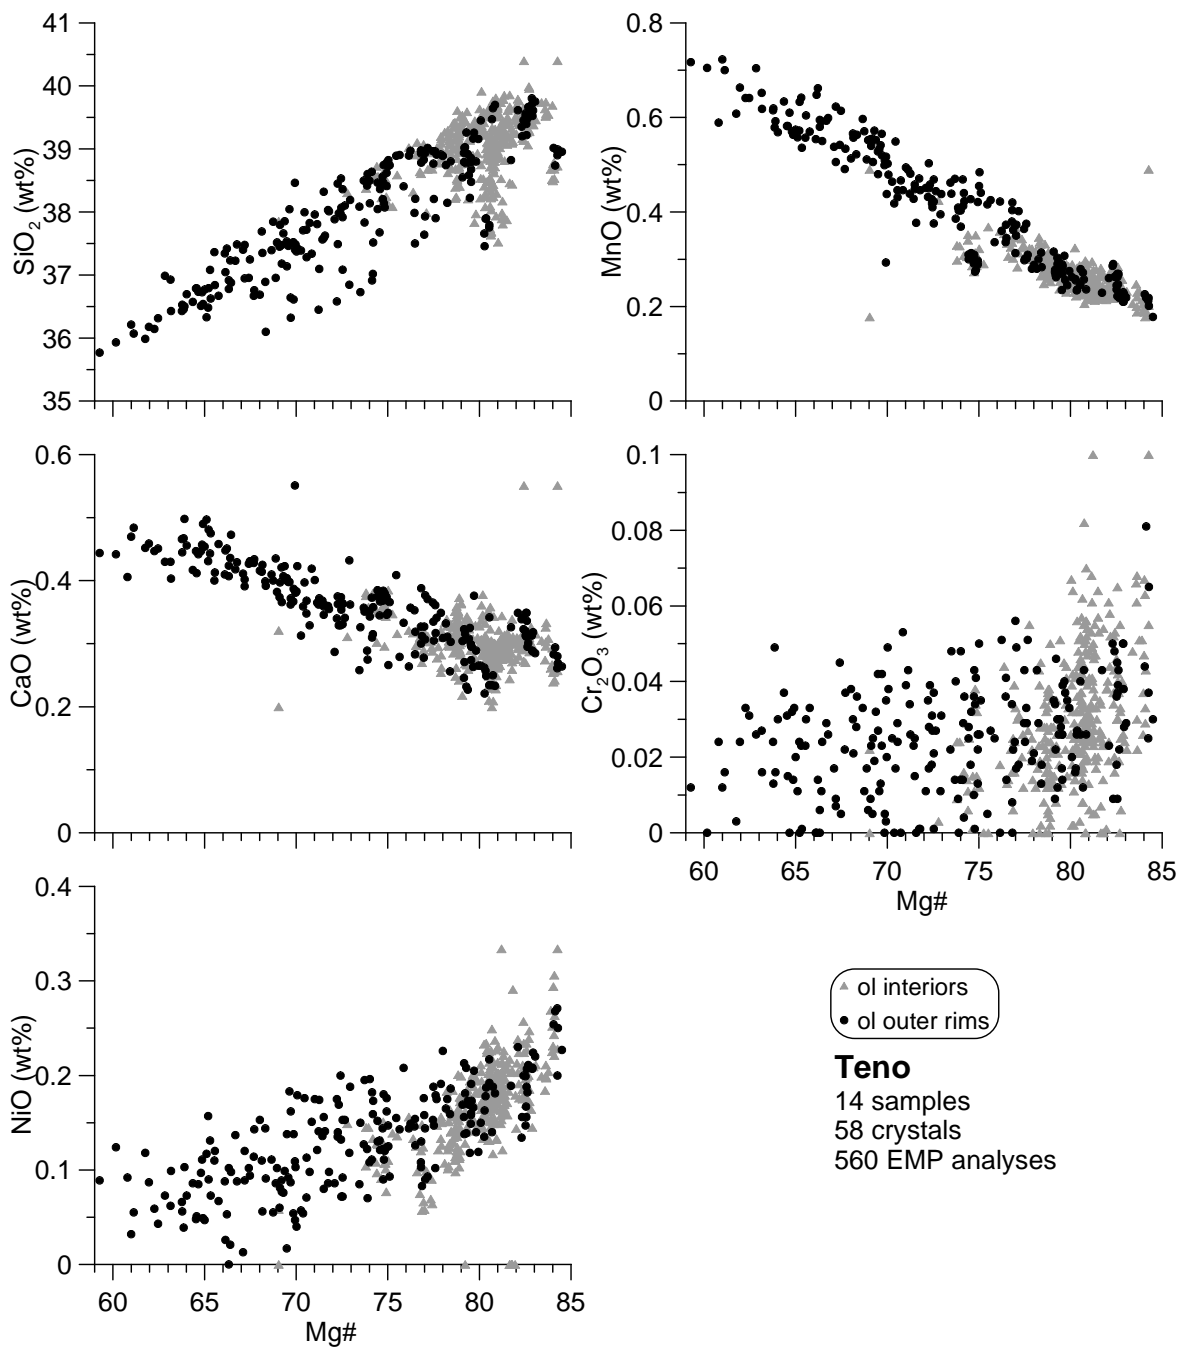 41
40
39
38
37
36
35
SiO2 (wt%)
0.8
0.6
0.4
0.2
0
MnO (wt%)
0.6
0.4
0.2
0
CaO (wt%)
0.1
0.08
0.06
0.04
0.02
0
Cr2O3 (wt%)
60 65 70 75 80 85
Mg#
0.4
0.3
0.2
0.1
0
NiO (wt%)
60 65 70 75 80 85
Mg#
ol interiors
ol outer rims
Teno
14 samples
58 crystals
560 EMP analyses